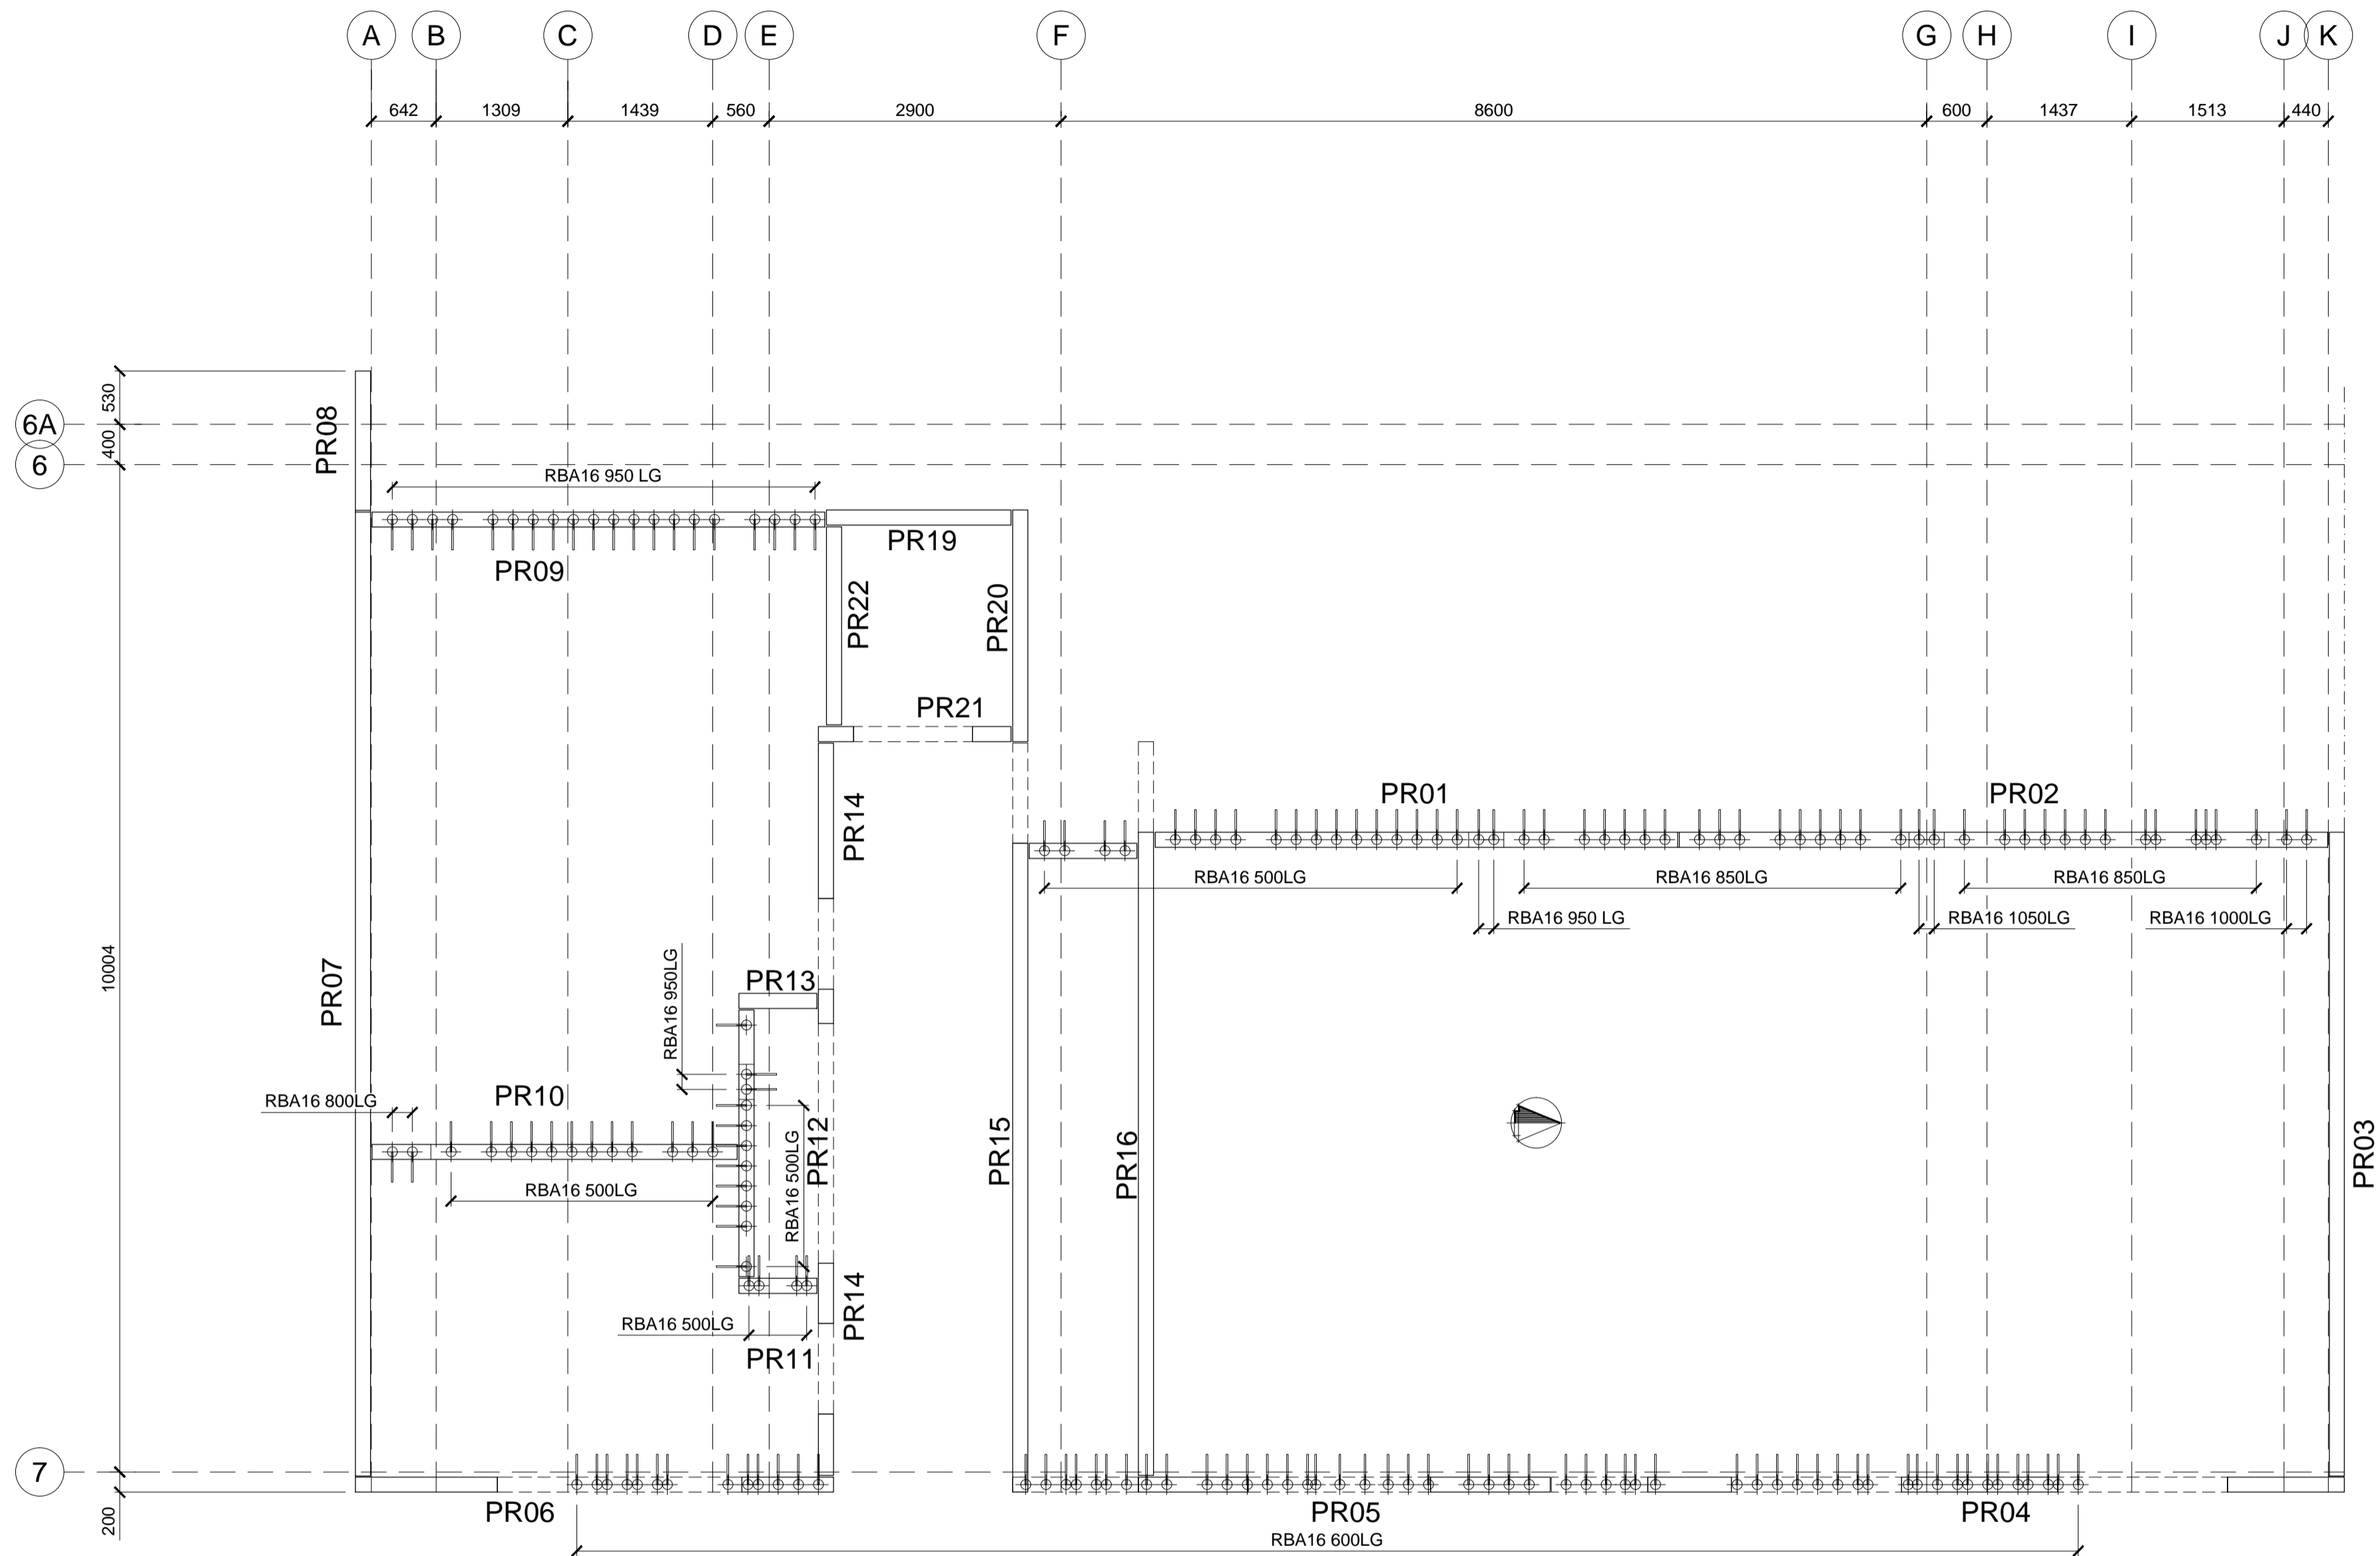 A B C D E F G H I J K
642 1309 1439 560 2900 8600 600 1437 1513 440
530
6A
400
6
PR08
RBA16 950 LG
PR09
PR19
PR22
PR20
PR21
PR01
PR02
PR14
RBA16 500LG
RBA16 850LG
RBA16 850LG
RBA16 950 LG
RBA16 1050LG
RBA16 1000LG
10004
PR07
RBA16 950LG
PR13
PR10
RBA16 800LG
PR12
RBA16 500LG
PR15
PR16
PR03
RBA16 500LG
PR14
RBA16 500LG
PR11
7
200
PR06
PR05
PR04
RBA16 600LG